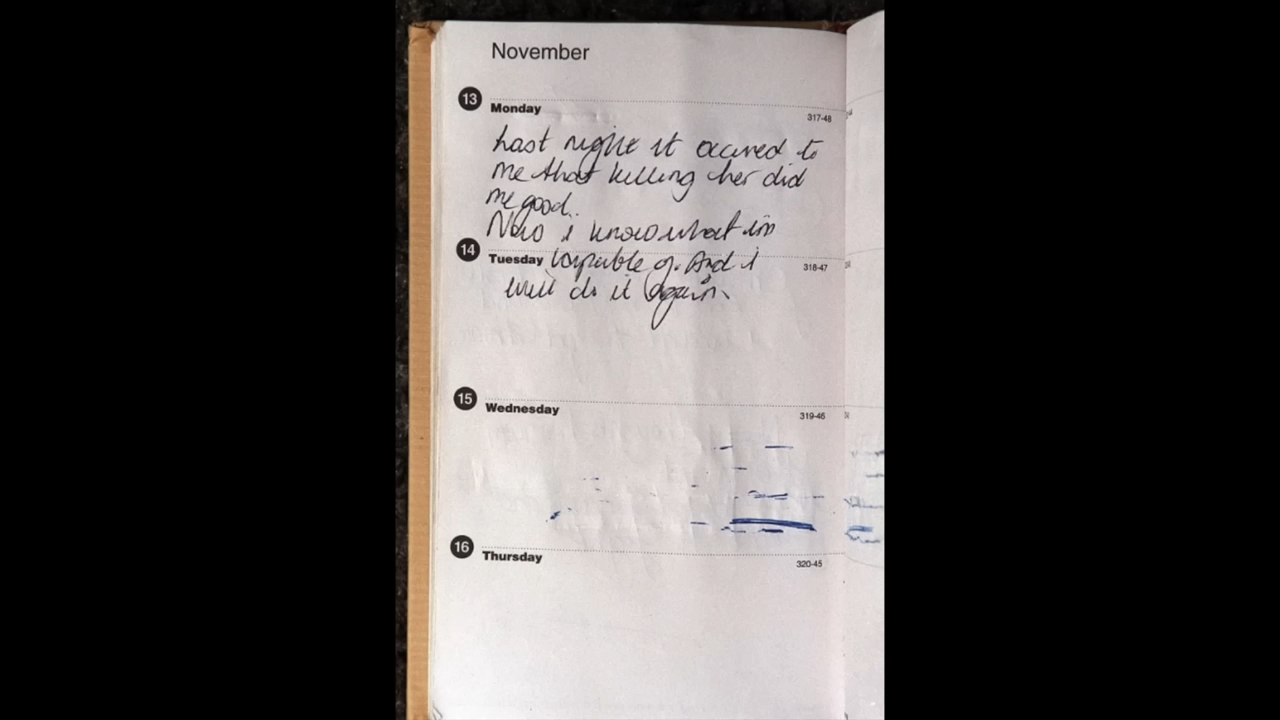 November
13 Monday 317-48
Last night it occured to
me that killing her did
me good.
Now i know what im
14 Tuesday capable of. And i 318-47
will do it again.
15 Wednesday 319-46
16 Thursday 320-45